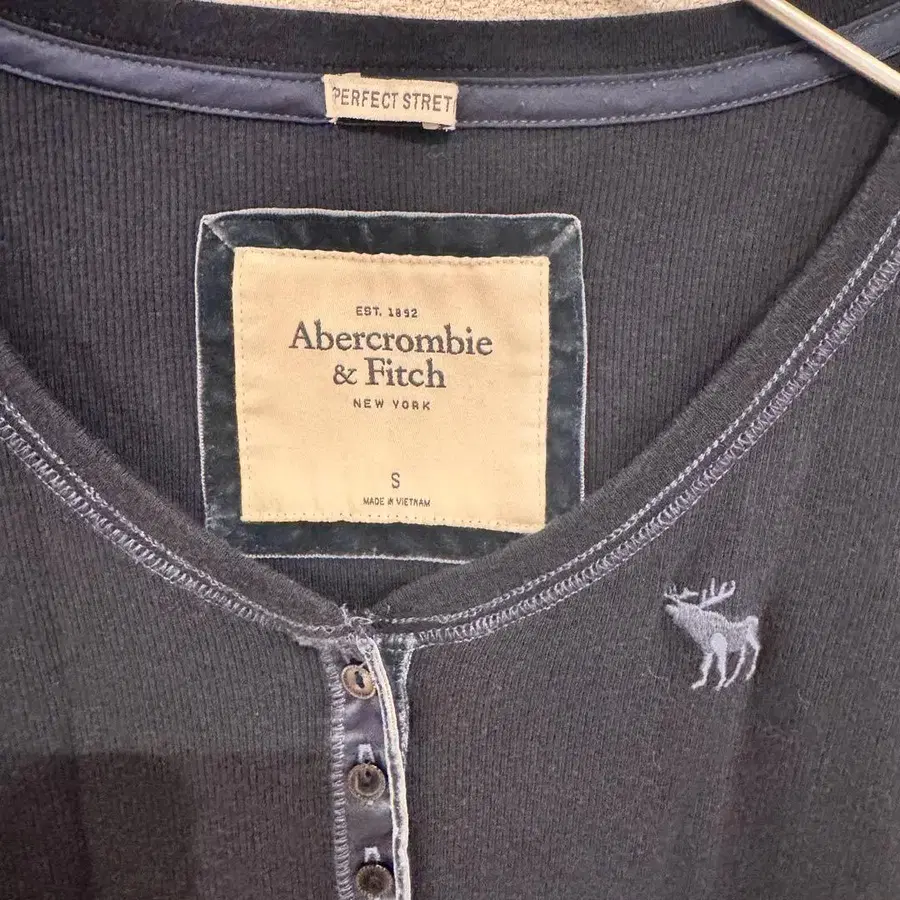 PERFECT STRET
EST. 1892
Abercrombie
& Fitch
NEW YORK
S
MADE IN VIETNAM